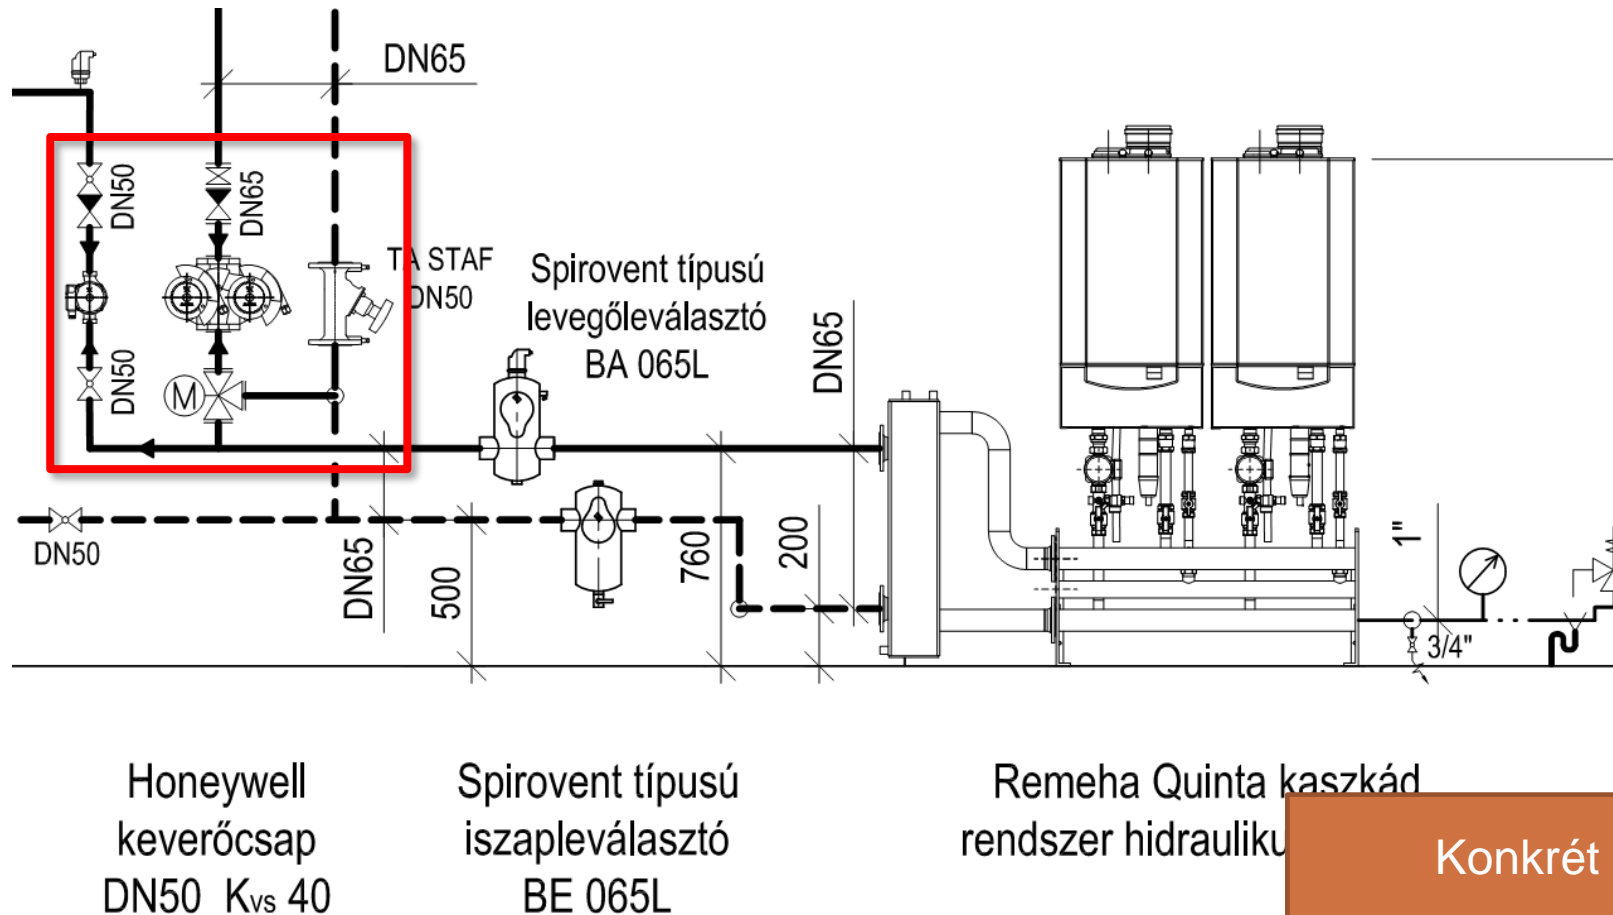 DN65
DN50
DN65
TA STAF
DN50
Spirovent típusú
levegőleválasztó
BA 065L
DN65
DN50
M
DN50
DN65
500
760
200
1"
3/4"
Honeywell
keverőcsap
DN50 Kvs 40
Spirovent típusú
iszapleválasztó
BE 065L
Remeha Quinta kaszkád
rendszer
Konkrét